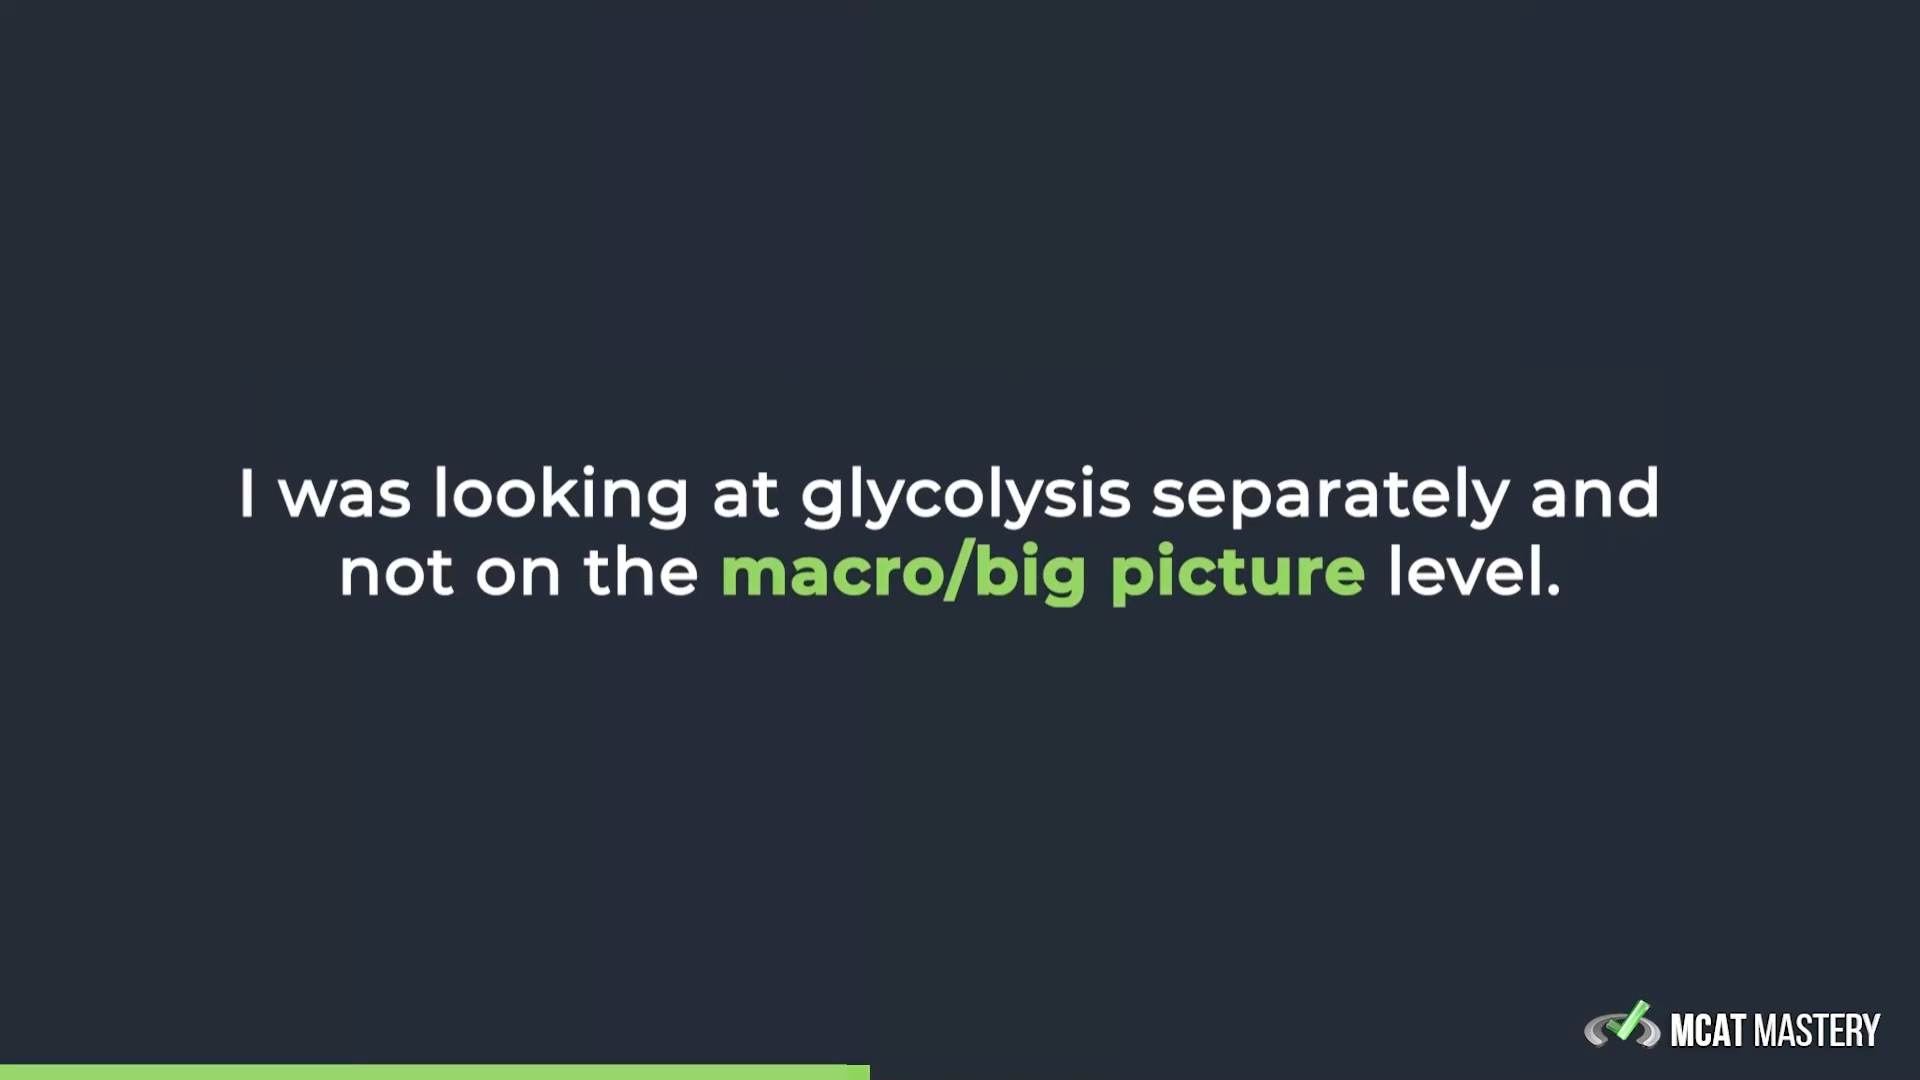 I was looking at glycolysis separately and
not on the macro/big picture level.
MCAT MASTERY